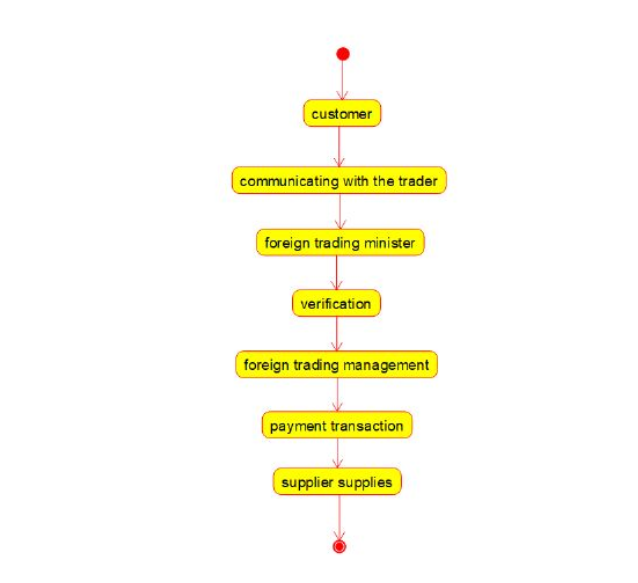 customer
communicating with the trader
foreign trading minister
verification
foreign trading management
payment transaction
supplier supplies